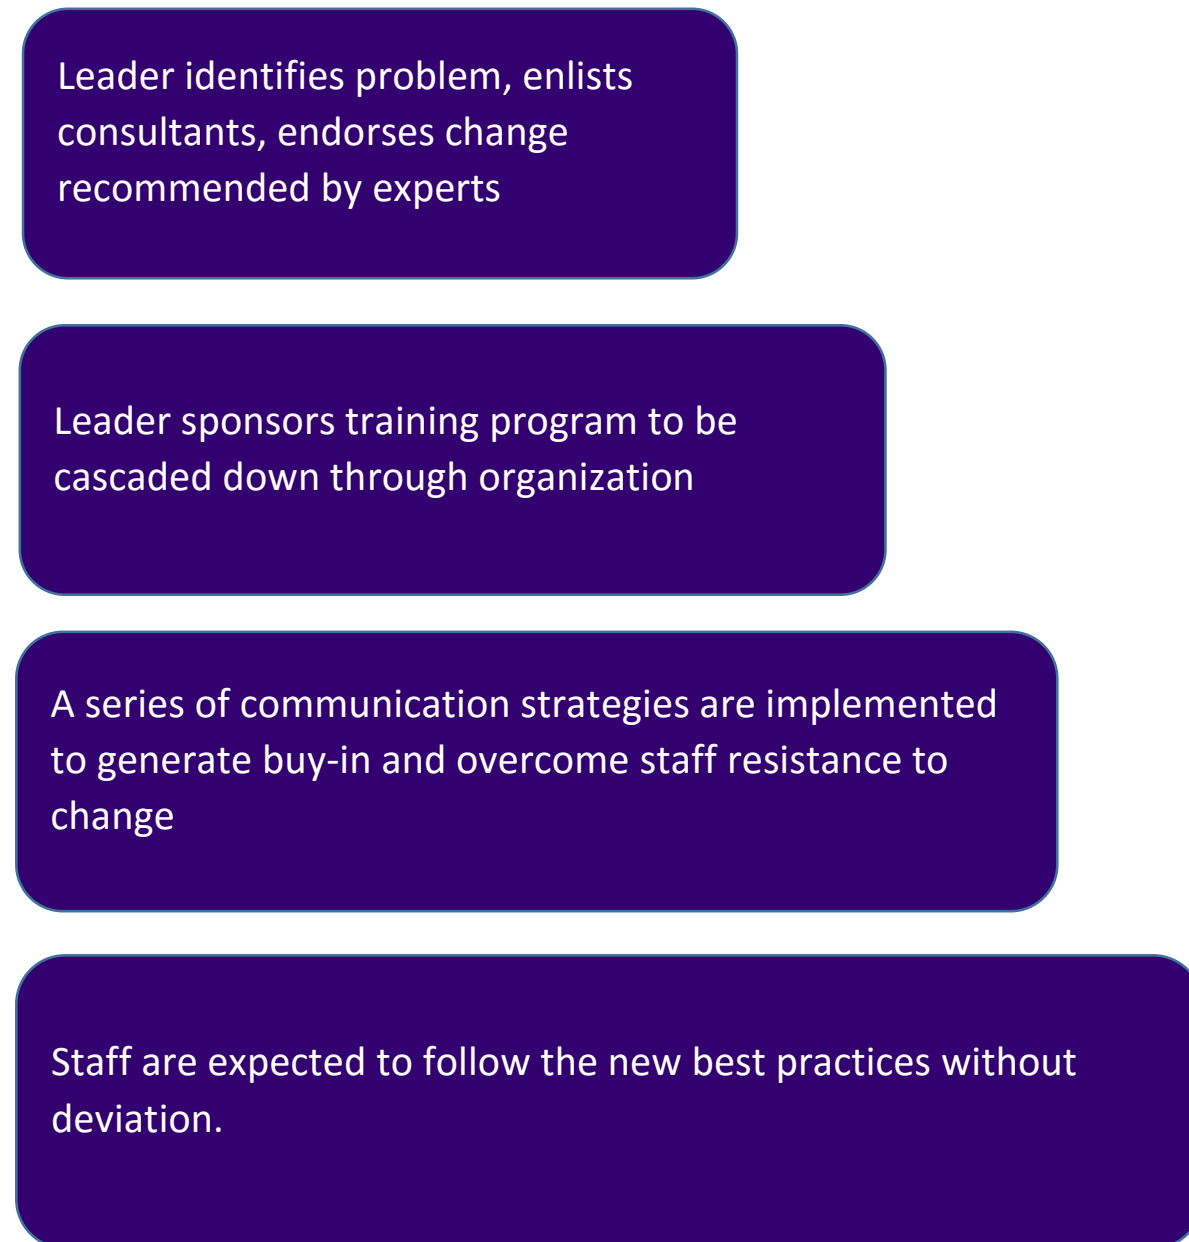 Leader identifies problem, enlists
consultants, endorses change
recommended by experts
Leader sponsors training program to be
cascaded down through organization
A series of communication strategies are implemented
to generate buy-in and overcome staff resistance to
change
Staff are expected to follow the new best practices without
deviation.